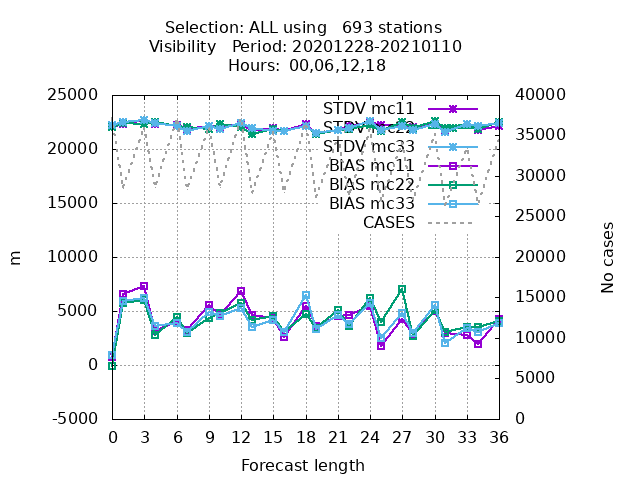 Selection: ALL using   693 stations
Visibility   Period: 20201228-20210110
Hours:  00,06,12,18
25000
20000
15000
10000
5000
0
-5000
m
STDV mc11
STDV mc22
STDV mc33
BIAS mc11
BIAS mc22
BIAS mc33
CASES
40000
35000
30000
25000
20000
15000
10000
5000
0
No cases
0 3 6 9 12 15 18 21 24 27 30 33 36
Forecast length